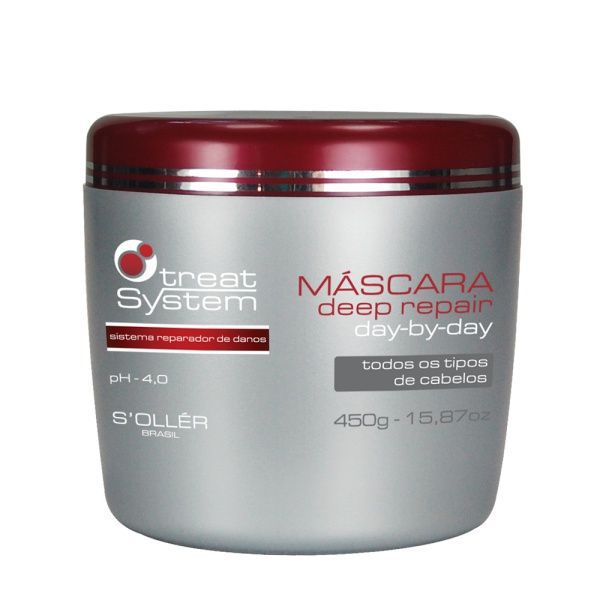 treat
System
sistema reparador de danos
pH - 4,0
S'OLLÉR
BRASIL
MÁSCARA
deep repair
day-by-day
todos os tipos
de cabelos
450g - 15,87oz